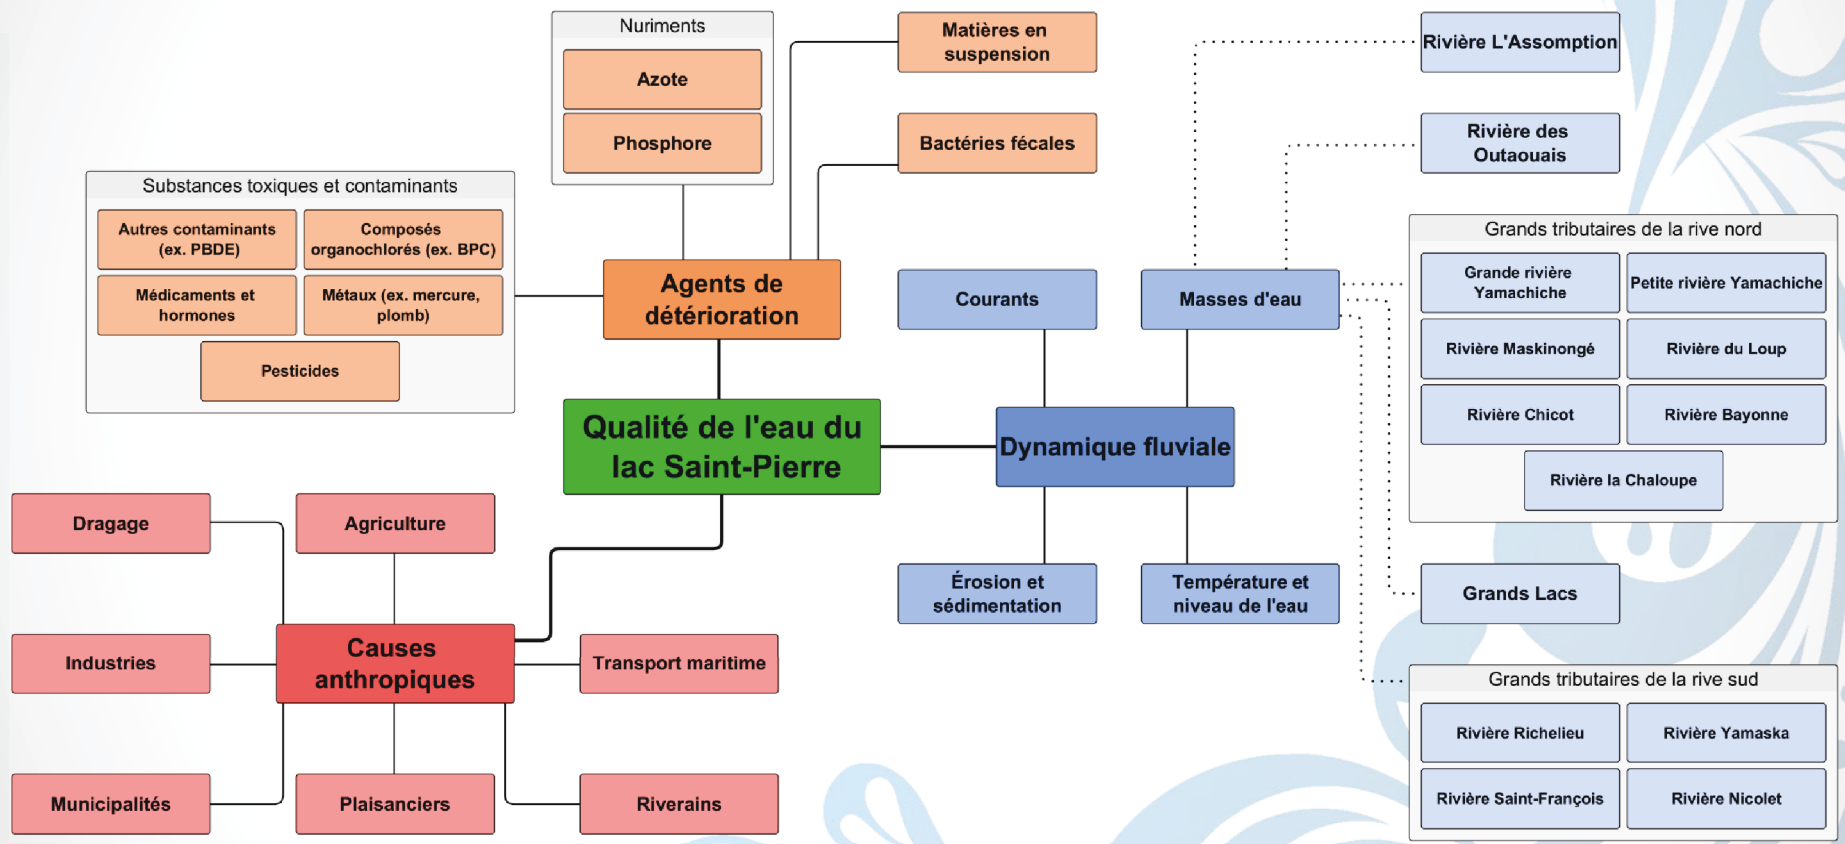 Nuriments
Azote
Phosphore
Matières en
suspension
Bactéries fécales
Substances toxiques et contaminants
Autres contaminants
(ex. PBDE)
Composés
organochlorés (ex. BPC)
Médicaments et
hormones
Métaux (ex. mercure,
plomb)
Pesticides
Agents de
détérioration
Qualité de l'eau du
lac Saint-Pierre
Dynamique fluviale
Courants
Masses d'eau
Érosion et
sédimentation
Température et
niveau de l'eau
Rivière L'Assomption
Rivière des
Outaouais
Grands tributaires de la rive nord
Grande rivière
Yamachiche
Petite rivière Yamachiche
Rivière Maskinongé
Rivière du Loup
Rivière Chicot
Rivière Bayonne
Rivière la Chaloupe
Grands Lacs
Grands tributaires de la rive sud
Rivière Richelieu
Rivière Yamaska
Rivière Saint-François
Rivière Nicolet
Dragage
Agriculture
Industries
Causes
anthropiques
Transport maritime
Municipalités
Plaisanciers
Riverains